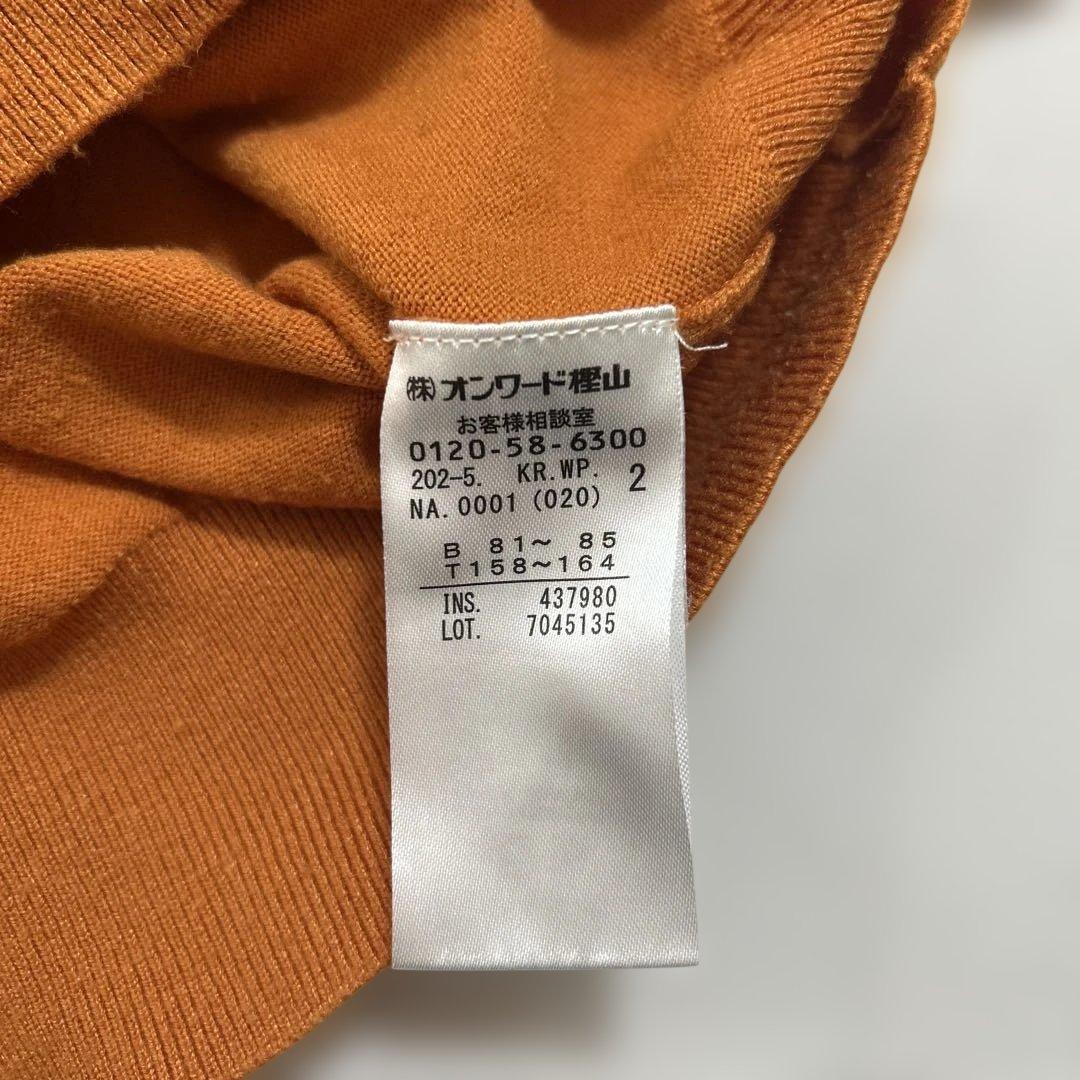 ㈱オンワード樫山
お客様相談室
0120-58-6300
202-5. KR.WP. 2
NA.0001(020)
B 81～ 85
T158～164
INS. 437980
LOT. 7045135